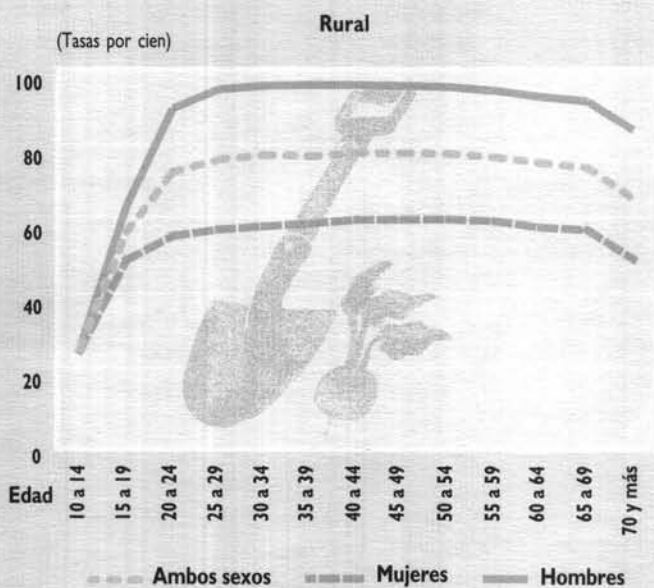 Rural
(Tasas por cien)
100
80
60
40
20
0
Edad
10 a 14
15 a 19
20 a 24
25 a 29
30 a 34
35 a 39
40 a 44
45 a 49
50 a 54
55 a 59
60 a 64
65 a 69
70 y más
Ambos sexos Mujeres Hombres